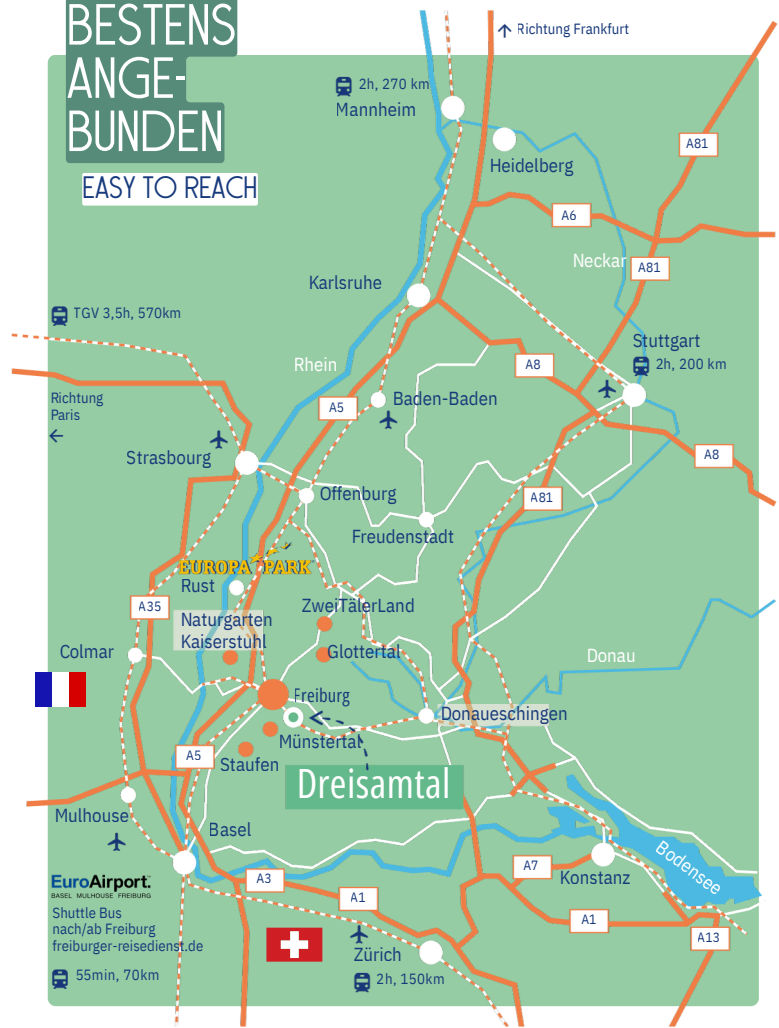 BESTENS
ANGE-
BUNDEN
EASY TO REACH
Richtung Frankfurt
2h, 270 km
Mannheim
Heidelberg
A81
A6
Neckar
A81
Karlsruhe
TGV 3,5h, 570km
Stuttgart
2h, 200 km
Rhein
A8
Richtung
Paris
A5
Baden-Baden
Strasbourg
A8
Offenburg
A81
Freudenstadt
EUROPA PARK
Rust
A35
ZweiTälerLand
Naturgarten
Kaiserstuhl
Colmar
Glottertal
Donau
Freiburg
Donaueschingen
Münstertal
A5
Staufen
Dreisamtal
Mulhouse
Basel
Bodensee
A7
Konstanz
EuroAirport.
BASEL MULHOUSE FREIBURG
A3
A1
Shuttle Bus
nach/ab Freiburg
freiburger-reisedienst.de
A1
A13
Zürich
55min, 70km
2h, 150km